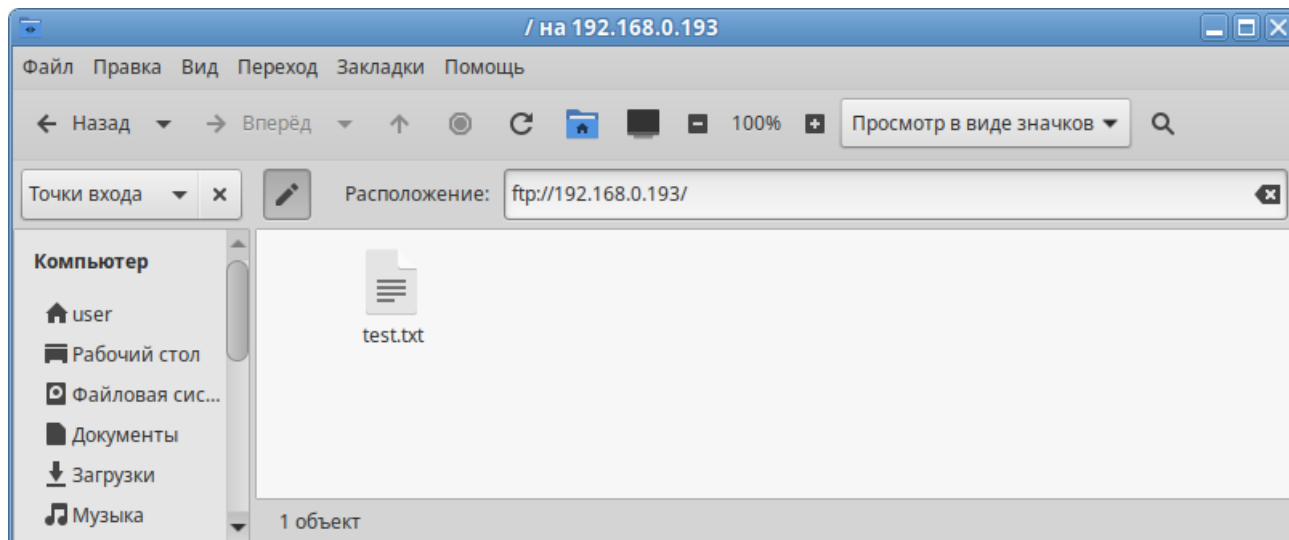 / на 192.168.0.193
Файл Правка Вид Переход Закладки Помощь
Назад Вперёд 100% Просмотр в виде значков
Точки входа Расположение: ftp://192.168.0.193/
Компьютер
user
Рабочий стол
Файловая сис...
Документы
Загрузки
Музыка
test.txt
1 объект